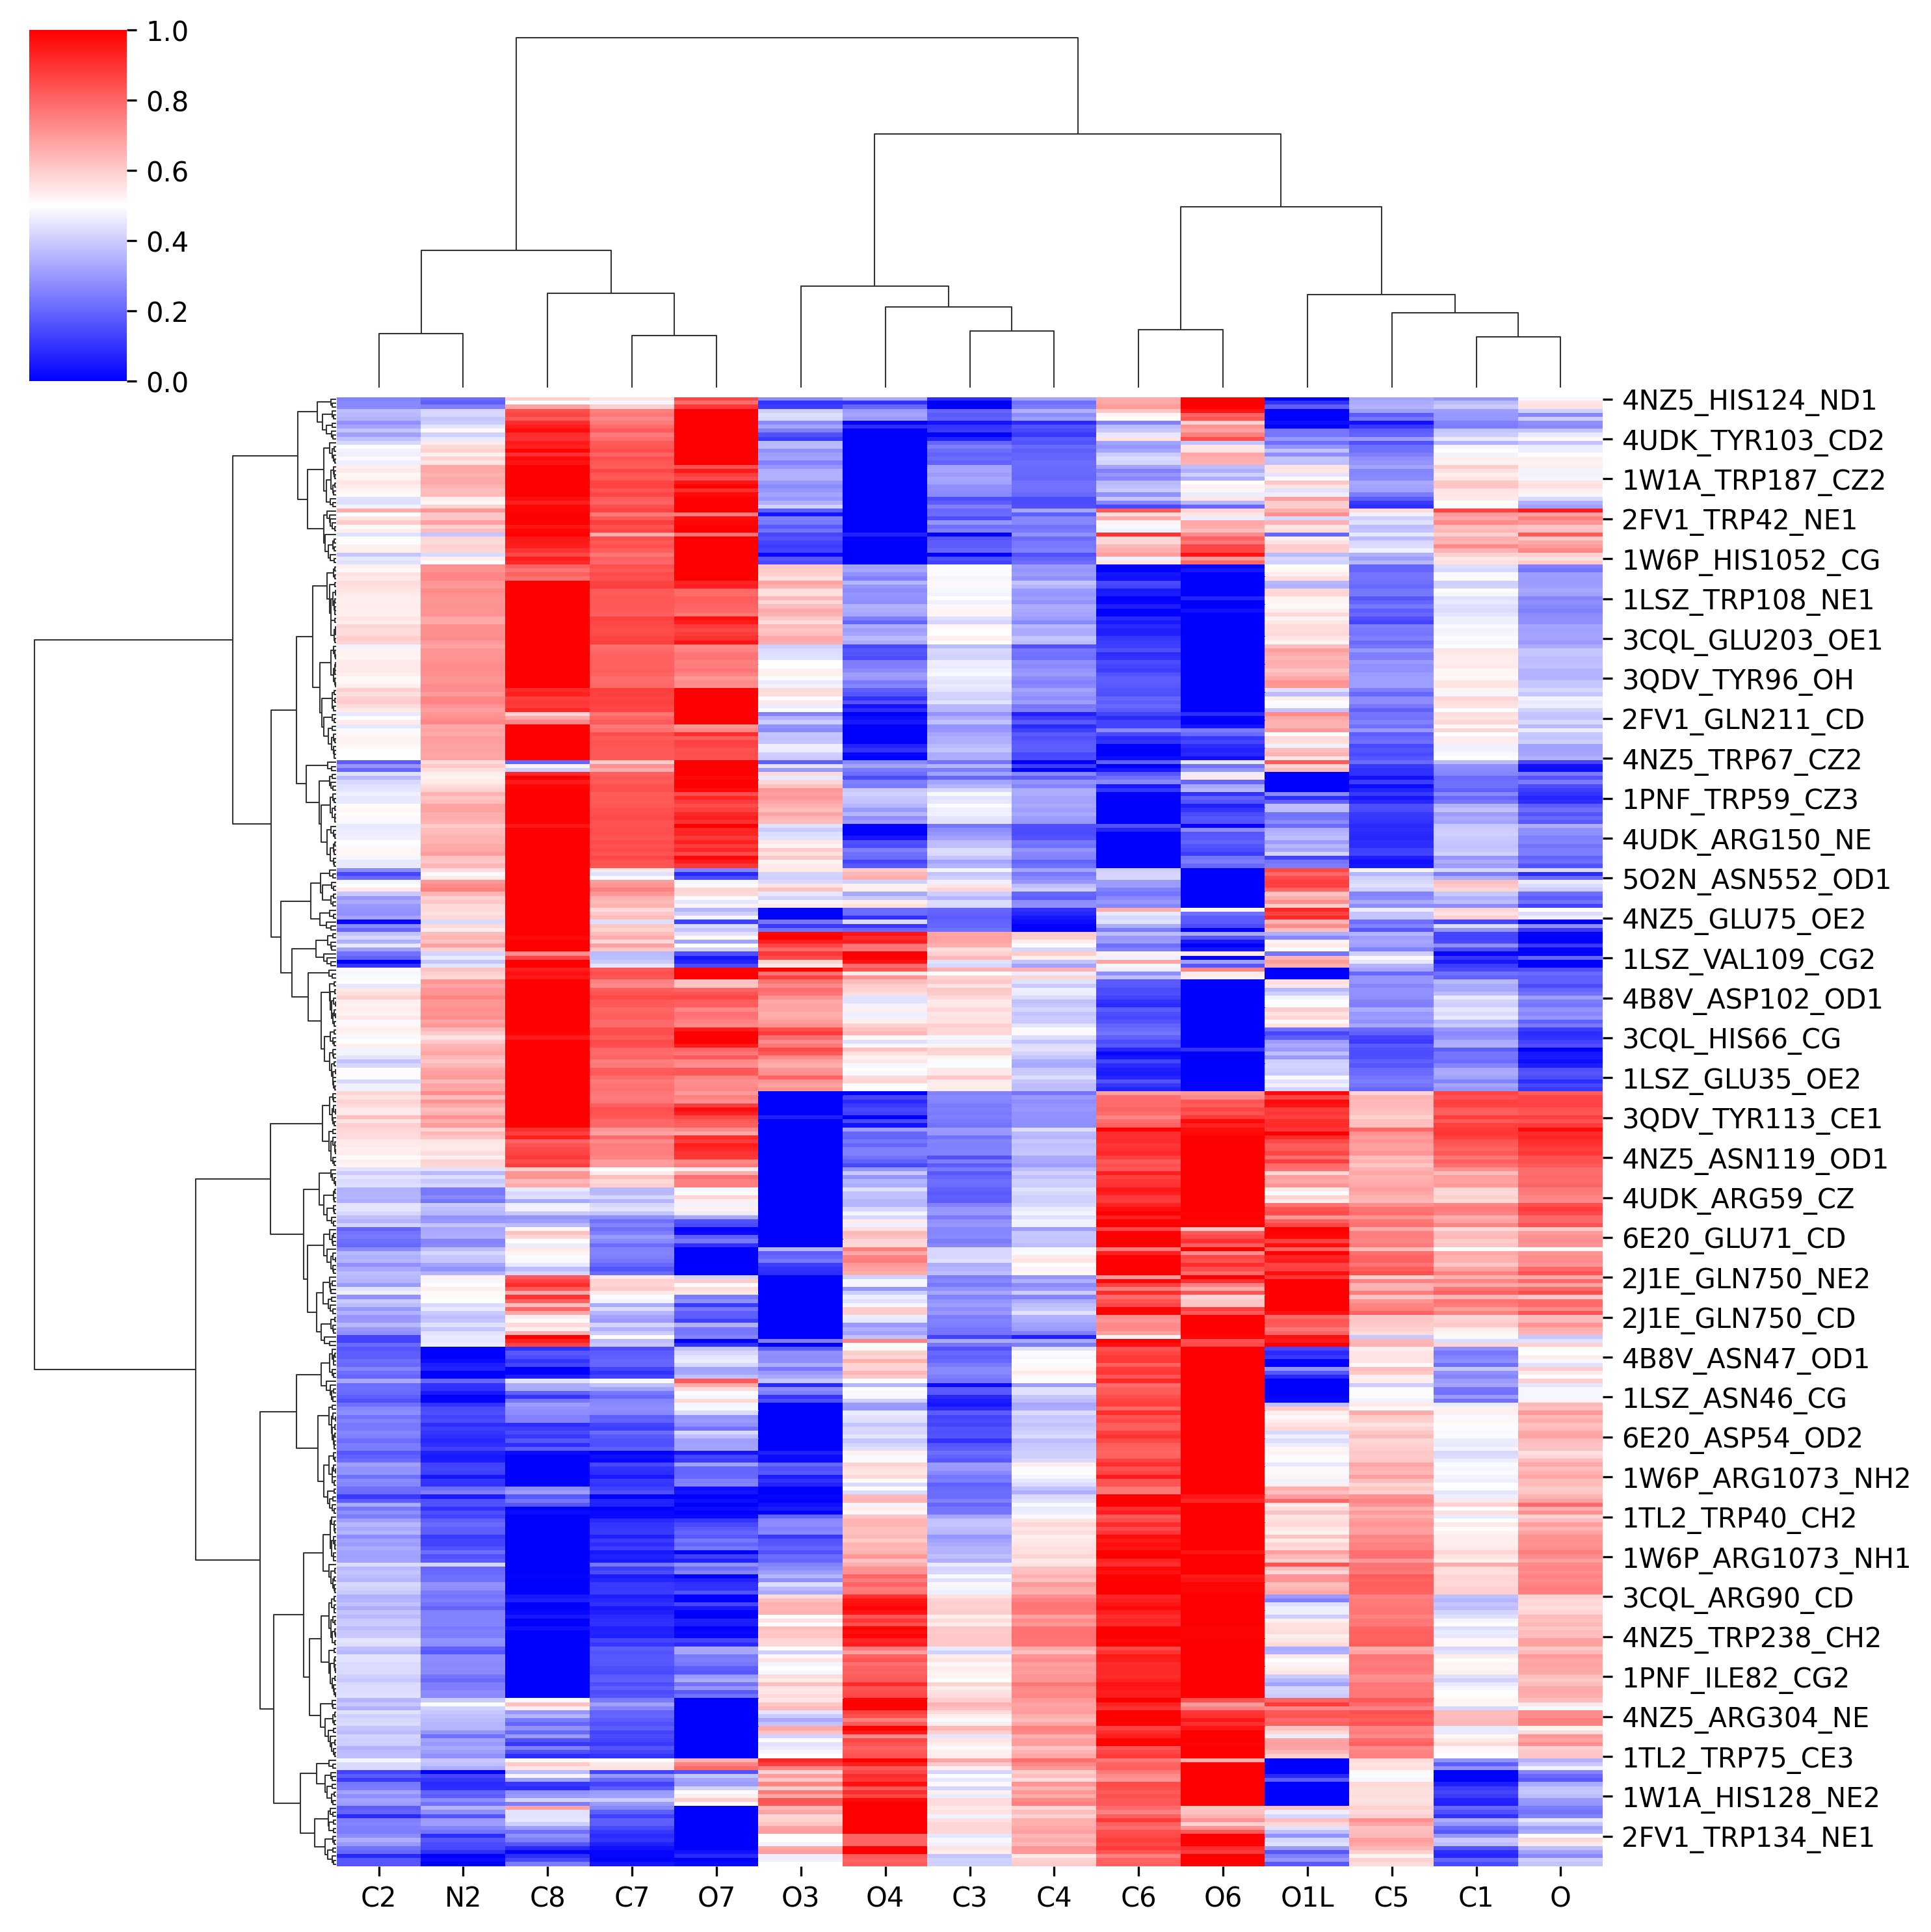 1.0
0.8
0.6
0.4
0.2
0.0
4NZ5_HIS124_ND1
4UDK_TYR103_CD2
1W1A_TRP187_CZ2
2FV1_TRP42_NE1
1W6P_HIS1052_CG
1LSZ_TRP108_NE1
3CQL_GLU203_OE1
3QDV_TYR96_OH
2FV1_GLN211_CD
4NZ5_TRP67_CZ2
1PNF_TRP59_CZ3
4UDK_ARG150_NE
5O2N_ASN552_OD1
4NZ5_GLU75_OE2
1LSZ_VAL109_CG2
4B8V_ASP102_OD1
3CQL_HIS66_CG
1LSZ_GLU35_OE2
3QDV_TYR113_CE1
4NZ5_ASN119_OD1
4UDK_ARG59_CZ
6E20_GLU71_CD
2J1E_GLN750_NE2
2J1E_GLN750_CD
4B8V_ASN47_OD1
1LSZ_ASN46_CG
6E20_ASP54_OD2
1W6P_ARG1073_NH2
1TL2_TRP40_CH2
1W6P_ARG1073_NH1
3CQL_ARG90_CD
4NZ5_TRP238_CH2
1PNF_ILE82_CG2
4NZ5_ARG304_NE
1TL2_TRP75_CE3
1W1A_HIS128_NE2
2FV1_TRP134_NE1
C2 N2 C8 C7 O7 O3 O4 C3 C4 C6 O6 O1L C5 C1 O